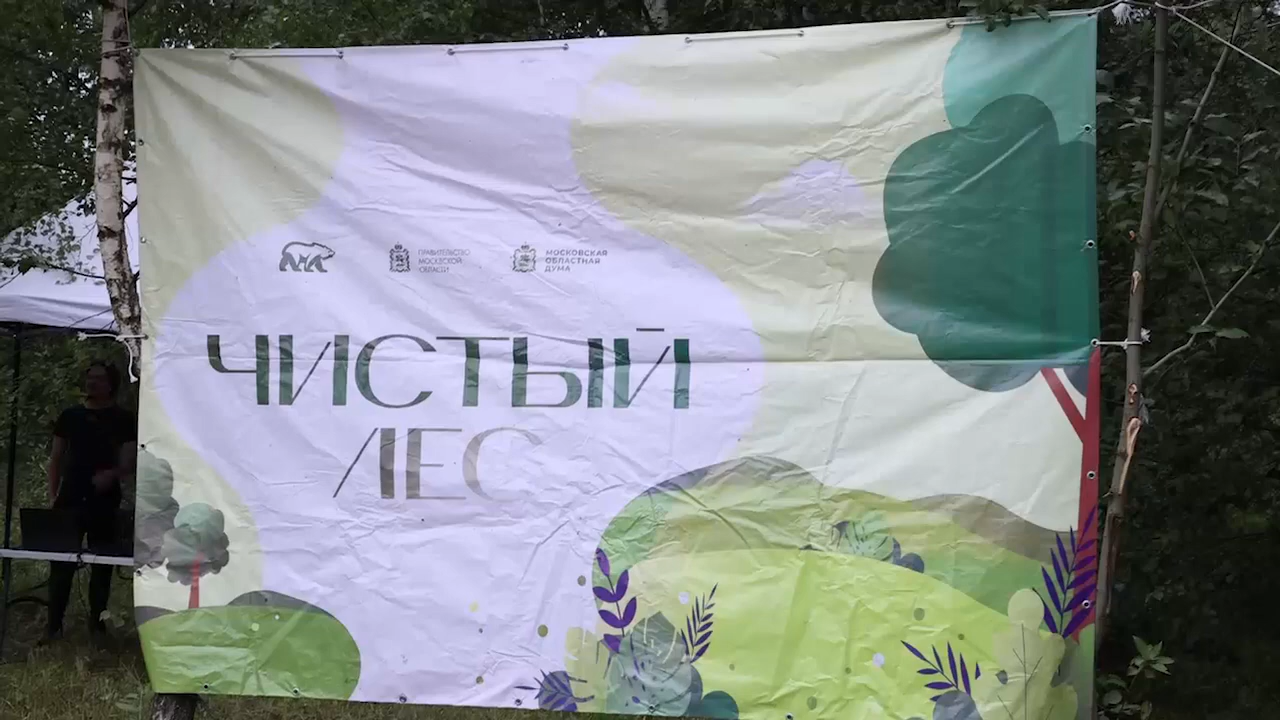 ПРАВИТЕЛЬСТВО
МОСКОВСКОЙ
ОБЛАСТИ
МОСКОВСКАЯ
ОБЛАСТНАЯ
ДУМА
ЧИСТЫЙ
ЛЕС